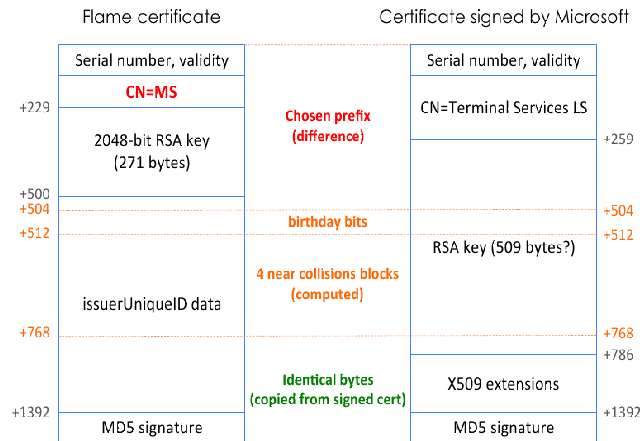 Flame certificate
Certificate signed by Microsoft
Serial number, validity
Serial number, validity
CN=MS
CN=Terminal Services LS
+229
Chosen prefix
(difference)
2048-bit RSA key
(271 bytes)
+259
+500
+504
+504
birthday bits
+512
+512
RSA key (509 bytes?)
4 near collisions blocks
(computed)
issuerUniqueID data
+768
+768
+786
Identical bytes
(copied from signed cert)
X509 extensions
+1392
+1392
MD5 signature
MD5 signature